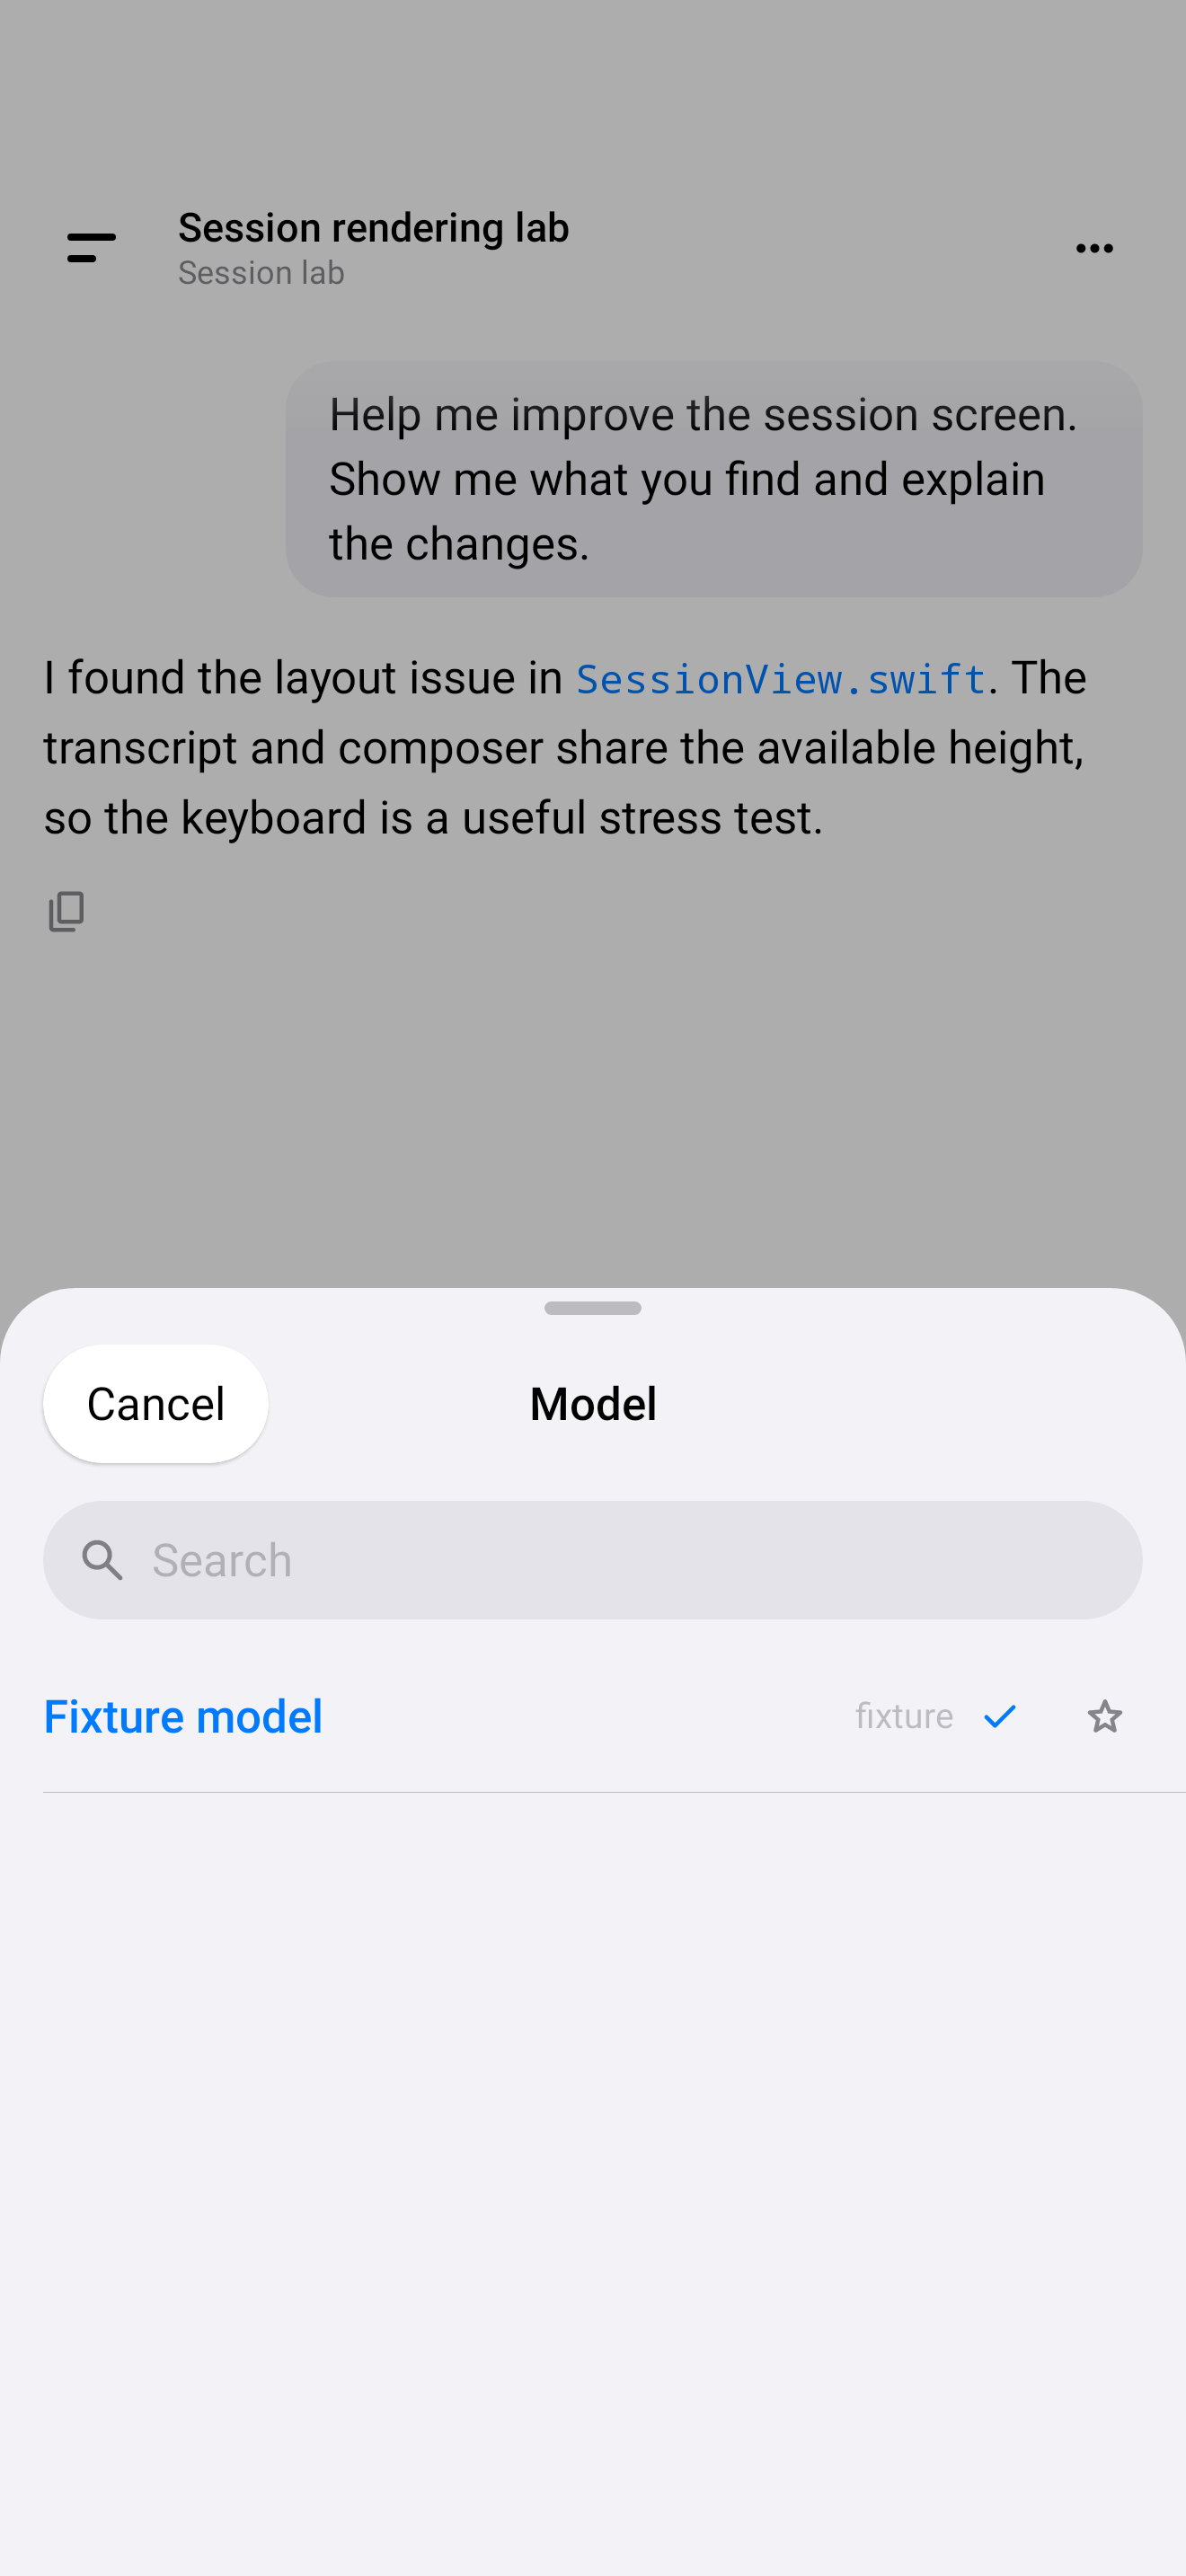 Session rendering lab
Session lab
Help me improve the session screen.
Show me what you find and explain
the changes.
I found the layout issue in SessionView.swift. The
transcript and composer share the available height,
so the keyboard is a useful stress test.
Cancel
Model
Search
Fixture model
fixture